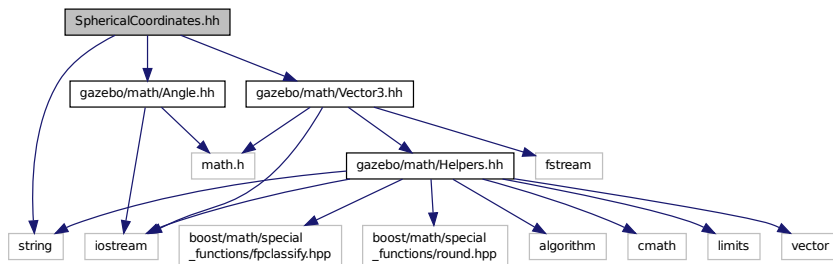 SphericalCoordinates.hh
gazebo/math/Angle.hh
gazebo/math/Vector3.hh
math.h
gazebo/math/Helpers.hh
fstream
string
iostream
boost/math/special
_functions/fpclassify.hpp
boost/math/special
_functions/round.hpp
algorithm
cmath
limits
vector